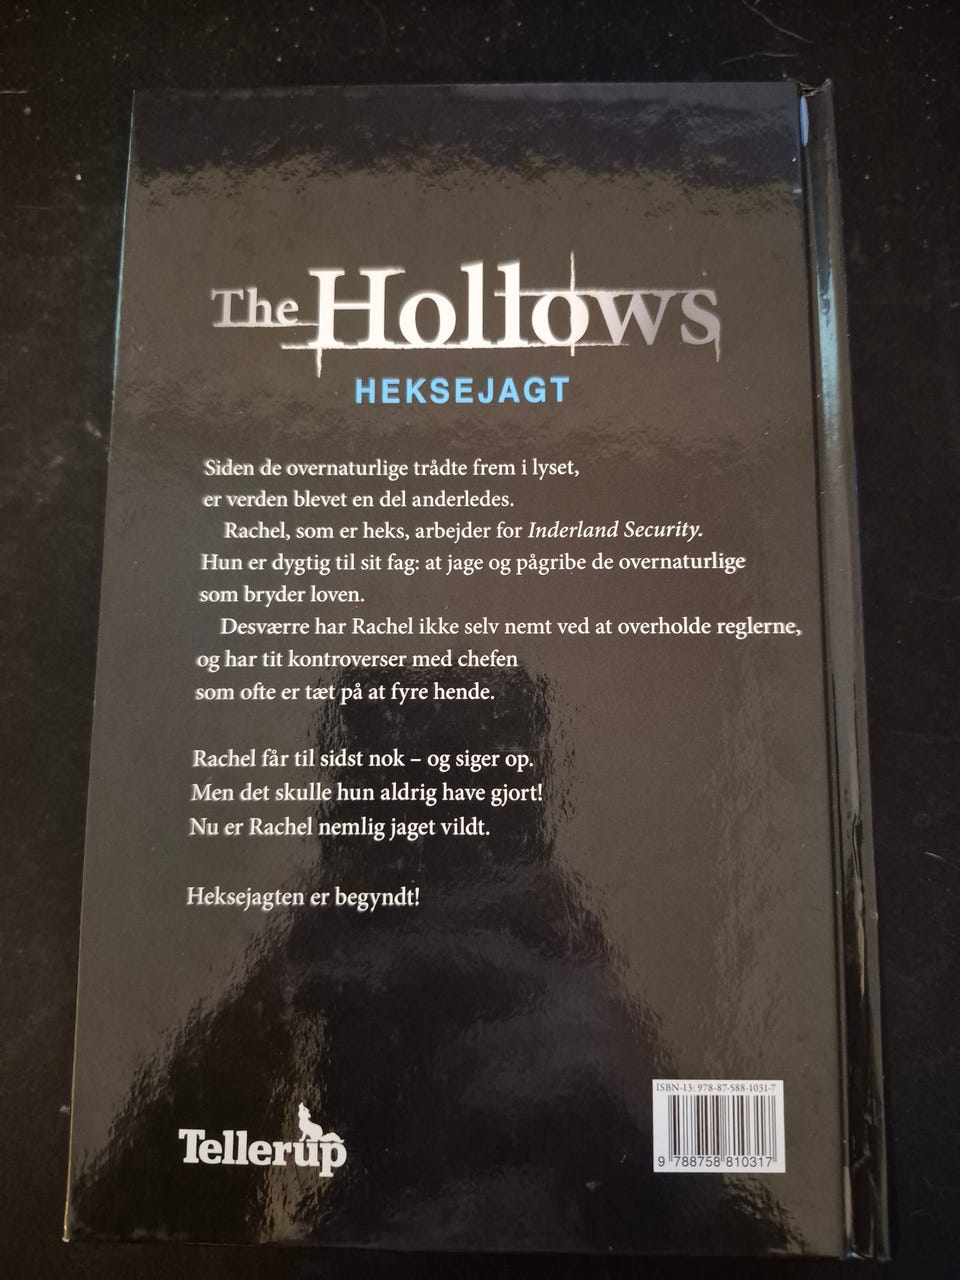 The Hollows
HEKSEJAGT
Siden de overnaturlige trådte frem i lyset,
er verden blevet en del anderledes.
Rachel, som er heks, arbejder for Inderland Security.
Hun er dygtig til sit fag: at jage og pågribe de overnaturlige
som bryder loven.
Desværre har Rachel ikke selv nemt ved at overholde reglerne,
og har tit kontroverser med chefen
som ofte er tæt på at fyre hende.
Rachel får til sidst nok – og siger op.
Men det skulle hun aldrig have gjort!
Nu er Rachel nemlig jaget vildt.
Heksejagten er begyndt!
Tellerup
ISBN-13: 978-87-588-1031-7
9 788758 810317